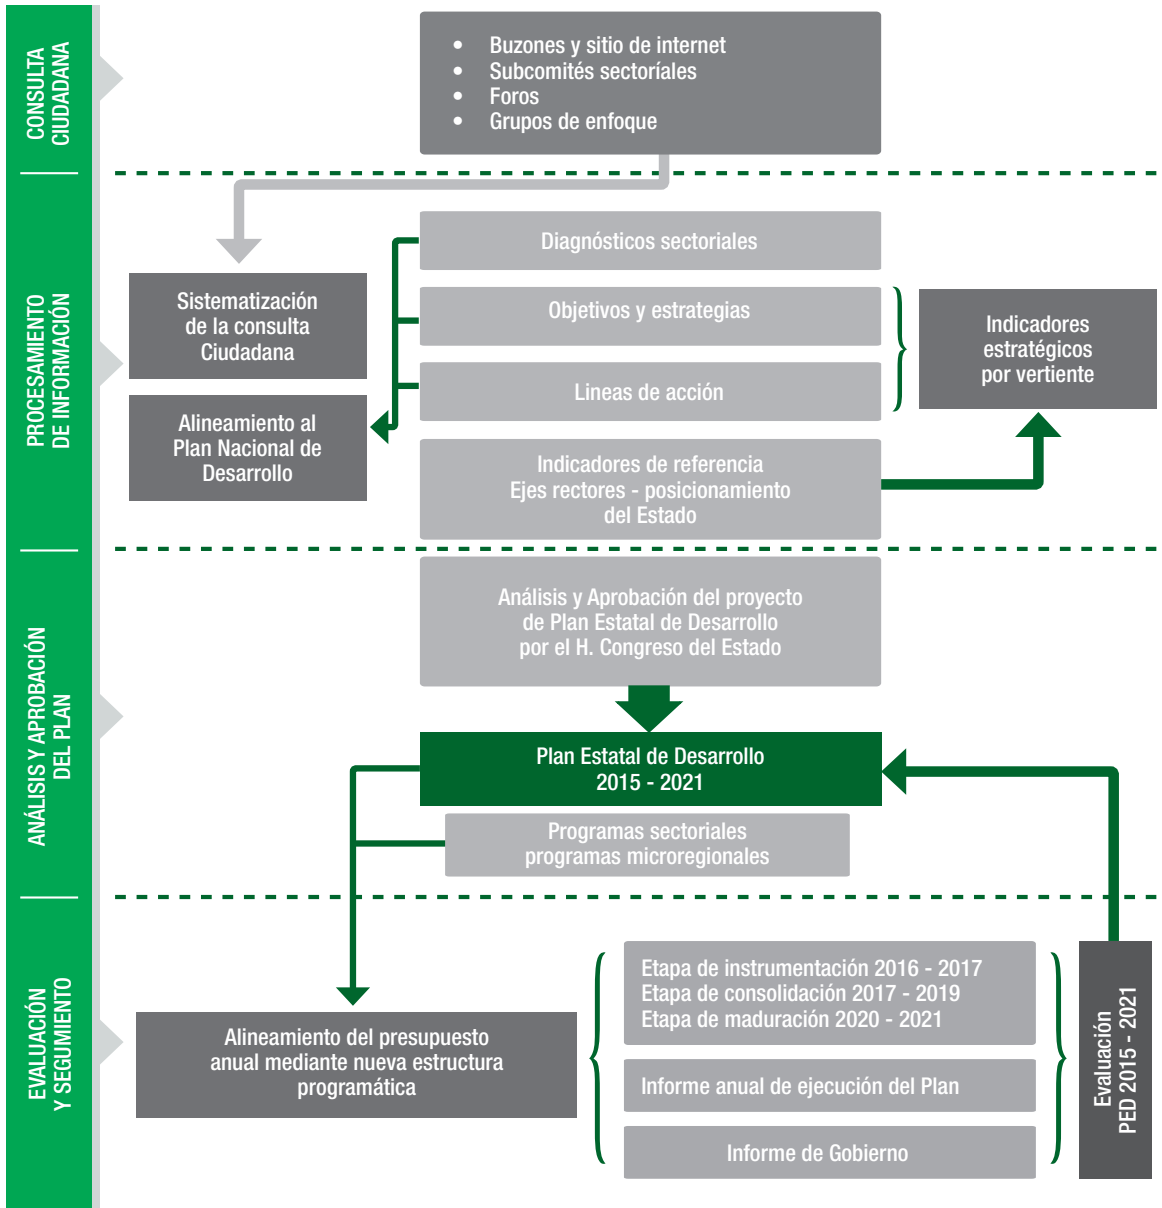 CONSULTA
CIUDADANA
• Buzones y sitio de internet
• Subcomités sectoríales
• Foros
• Grupos de enfoque
PROCESAMIENTO
DE INFORMACIÓN
Sistematización
de la consulta
Ciudadana
Alineamiento al
Plan Nacional de
Desarrollo
Diagnósticos sectoriales
Objetivos y estrategias
Lineas de acción
Indicadores de referencia
Ejes rectores - posicionamiento
del Estado
Indicadores
estratégicos
por vertiente
ANÁLISIS Y APROBACIÓN
DEL PLAN
Análisis y Aprobación del proyecto
de Plan Estatal de Desarrollo
por el H. Congreso del Estado
Plan Estatal de Desarrollo
2015 - 2021
Programas sectoriales
programas microregionales
EVALUACIÓN
Y SEGUMIENTO
Alineamiento del presupuesto
anual mediante nueva estructura
programática
Etapa de instrumentación 2016 - 2017
Etapa de consolidación 2017 - 2019
Etapa de maduración 2020 - 2021
Informe anual de ejecución del Plan
Informe de Gobierno
Evaluación
PED 2015 - 2021